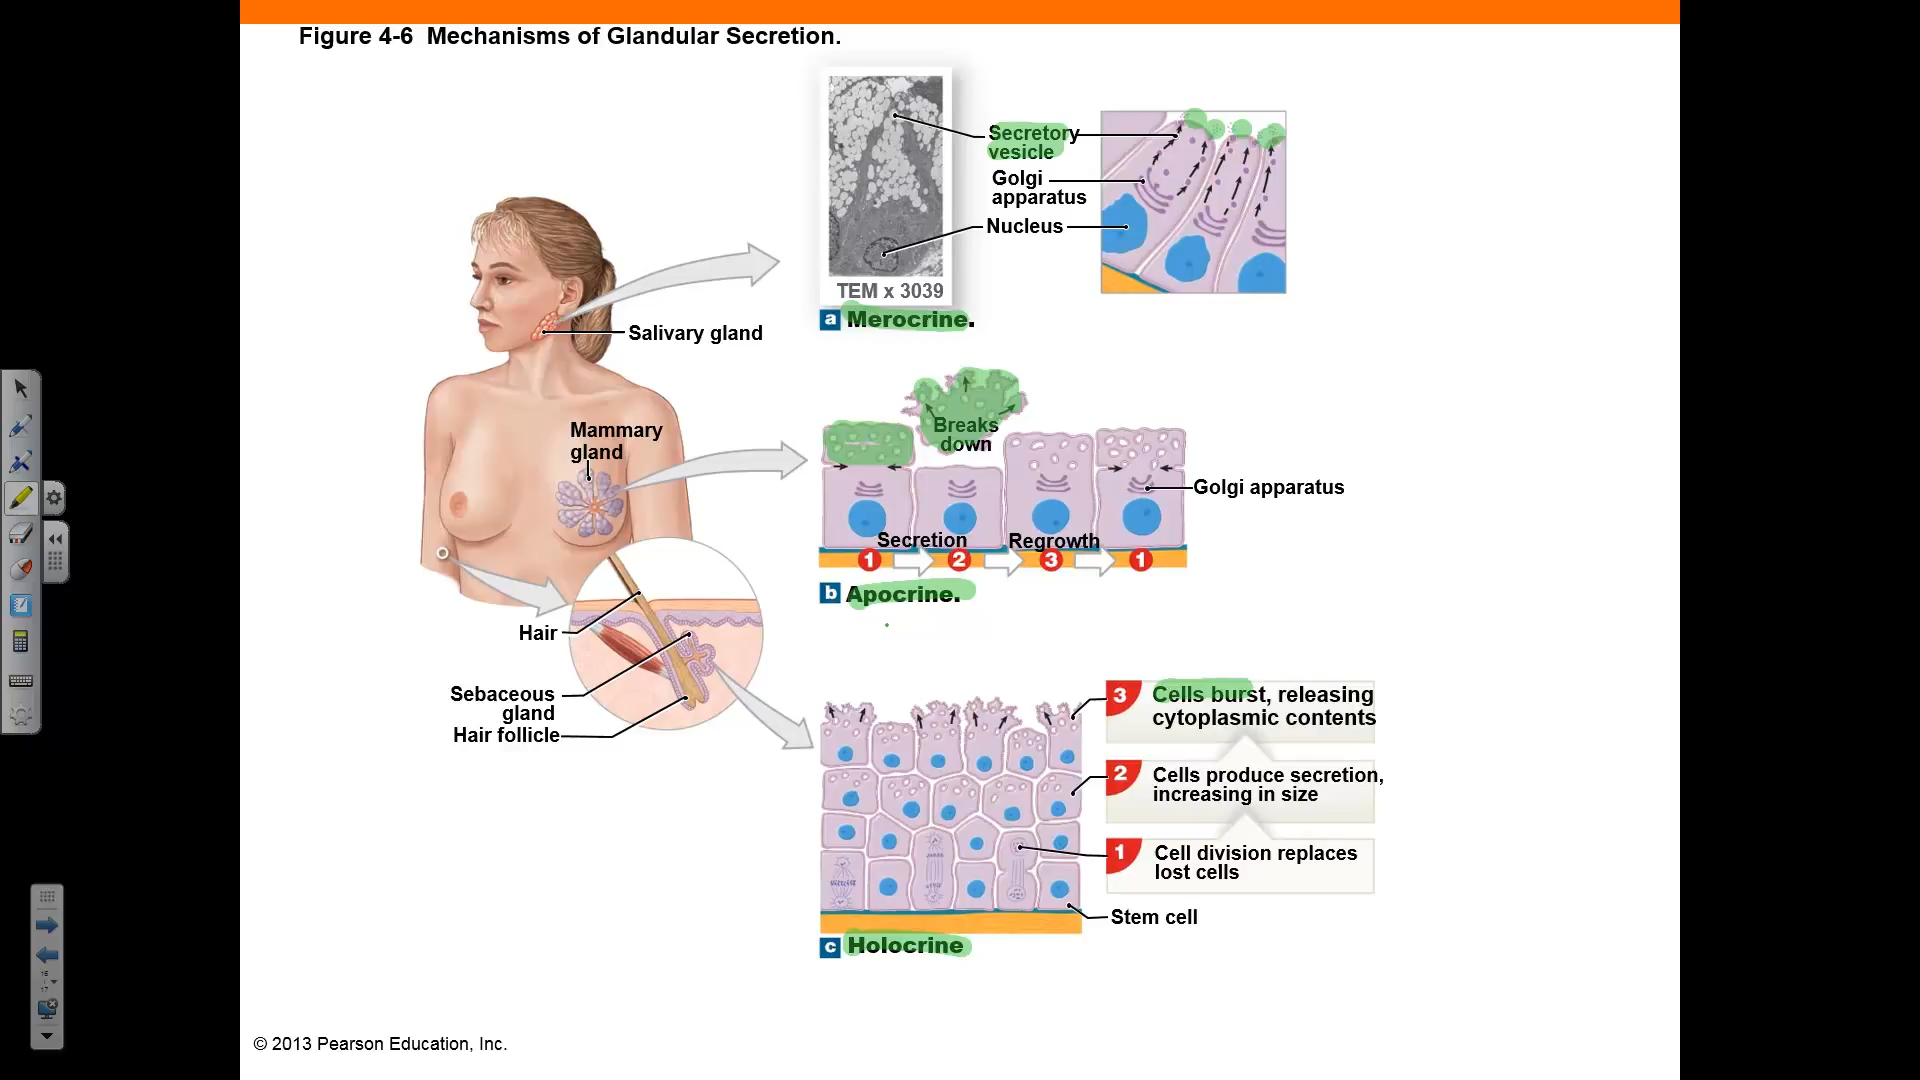 Figure 4-6 Mechanisms of Glandular Secretion.
Secretory
vesicle
Golgi
apparatus
Nucleus
TEM x 3039
a Merocrine.
Salivary gland
Mammary
gland
Breaks
down
Golgi apparatus
Secretion
Regrowth
1
2
3
1
b Apocrine.
Hair
Sebaceous
gland
Hair follicle
3 Cells burst, releasing
cytoplasmic contents
2 Cells produce secretion,
increasing in size
1 Cell division replaces
lost cells
Stem cell
c Holocrine
© 2013 Pearson Education, Inc.